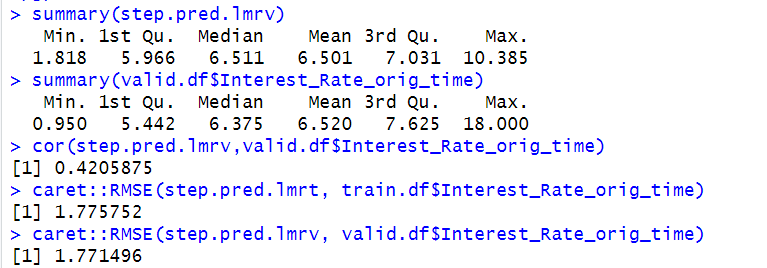 > summary(step.pred.lmrv)
   Min. 1st Qu.  Median    Mean 3rd Qu.    Max.
  1.818   5.966   6.511   6.501   7.031  10.385
> summary(valid.df$Interest_Rate_orig_time)
   Min. 1st Qu.  Median    Mean 3rd Qu.    Max.
  0.950   5.442   6.375   6.520   7.625  18.000
> cor(step.pred.lmrv,valid.df$Interest_Rate_orig_time)
[1] 0.4205875
> caret::RMSE(step.pred.lmrt, train.df$Interest_Rate_orig_time)
[1] 1.775752
> caret::RMSE(step.pred.lmrv, valid.df$Interest_Rate_orig_time)
[1] 1.771496